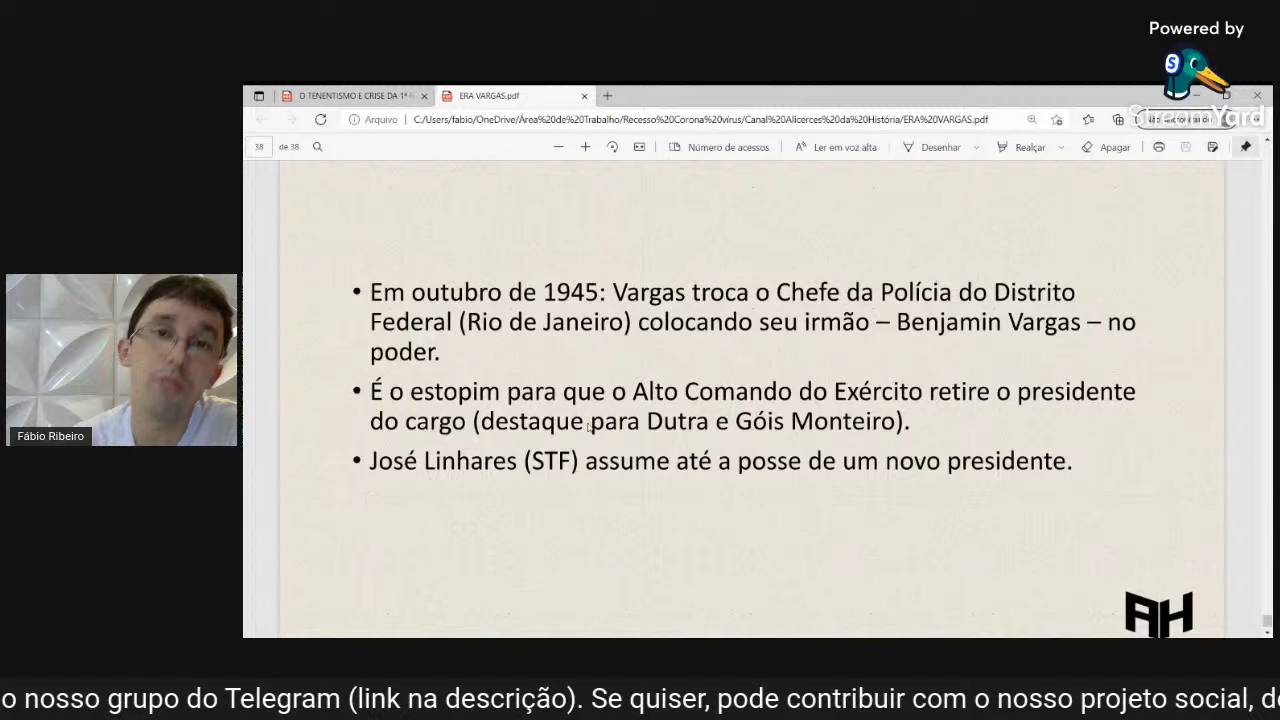 Powered by
StreamYard
O TENENTISMO E CRISE DA 1ª
ERA VARGAS.pdf
Arquivo
C:/Users/fabio/OneDrive/Área%20de%20Trabalho/Recesso%20Corona%20vírus/Canal%20Alicerces%20da%20História/ERA%20VARGAS.pdf
38 de 38
Número de acessos
Ler em voz alta
Desenhar
Realçar
Apagar
• Em outubro de 1945: Vargas troca o Chefe da Polícia do Distrito
Federal (Rio de Janeiro) colocando seu irmão – Benjamin Vargas – no
poder.
• É o estopim para que o Alto Comando do Exército retire o presidente
do cargo (destaque para Dutra e Góis Monteiro).
• José Linhares (STF) assume até a posse de um novo presidente.
Fábio Ribeiro
AH
o nosso grupo do Telegram (link na descrição). Se quiser, pode contribuir com o nosso projeto social, d